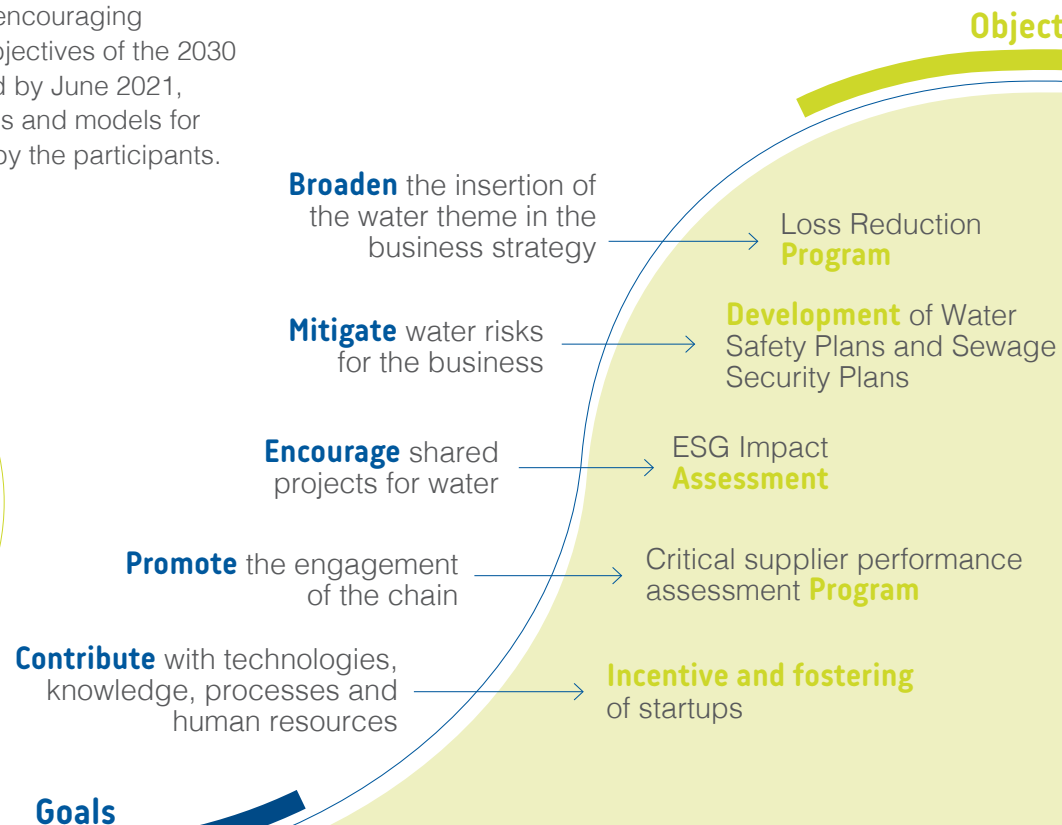 encouraging
jectives of the 2030
d by June 2021,
s and models for
by the participants.
Object
Broaden the insertion of
the water theme in the
business strategy
Loss Reduction
Program
Mitigate water risks
for the business
Development of Water
Safety Plans and Sewage
Security Plans
Encourage shared
projects for water
ESG Impact
Assessment
Promote the engagement
of the chain
Critical supplier performance
assessment Program
Contribute with technologies,
knowledge, processes and
human resources
Incentive and fostering
of startups
Goals